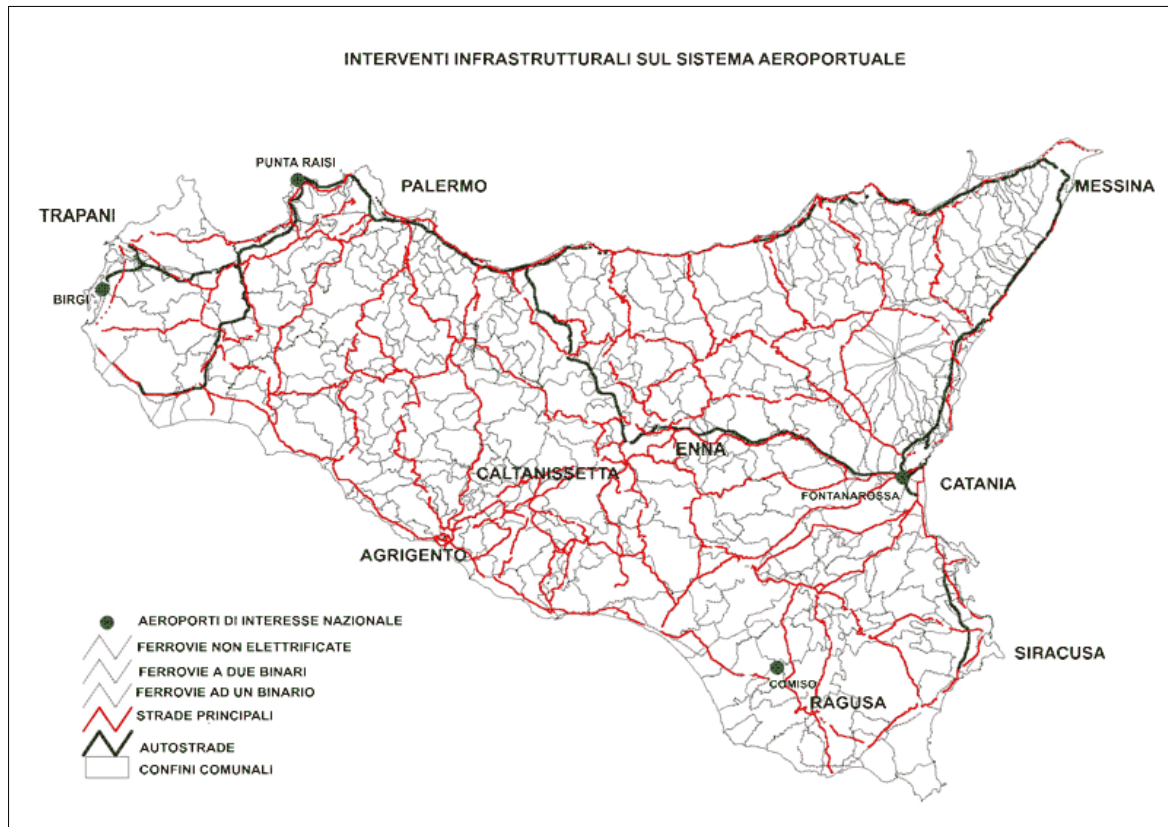 INTERVENTI INFRASTRUTTURALI SUL SISTEMA AEROPORTUALE
PUNTA RAISI
PALERMO
MESSINA
TRAPANI
BIRGI
ENNA
CALTANISSETTA
FONTANAROSSA
CATANIA
AGRIGENTO
AEROPORTI DI INTERESSE NAZIONALE
FERROVIE NON ELETTRIFICATE
FERROVIE A DUE BINARI
FERROVIE AD UN BINARIO
STRADE PRINCIPALI
AUTOSTRADE
CONFINI COMUNALI
SIRACUSA
COMISO
RAGUSA